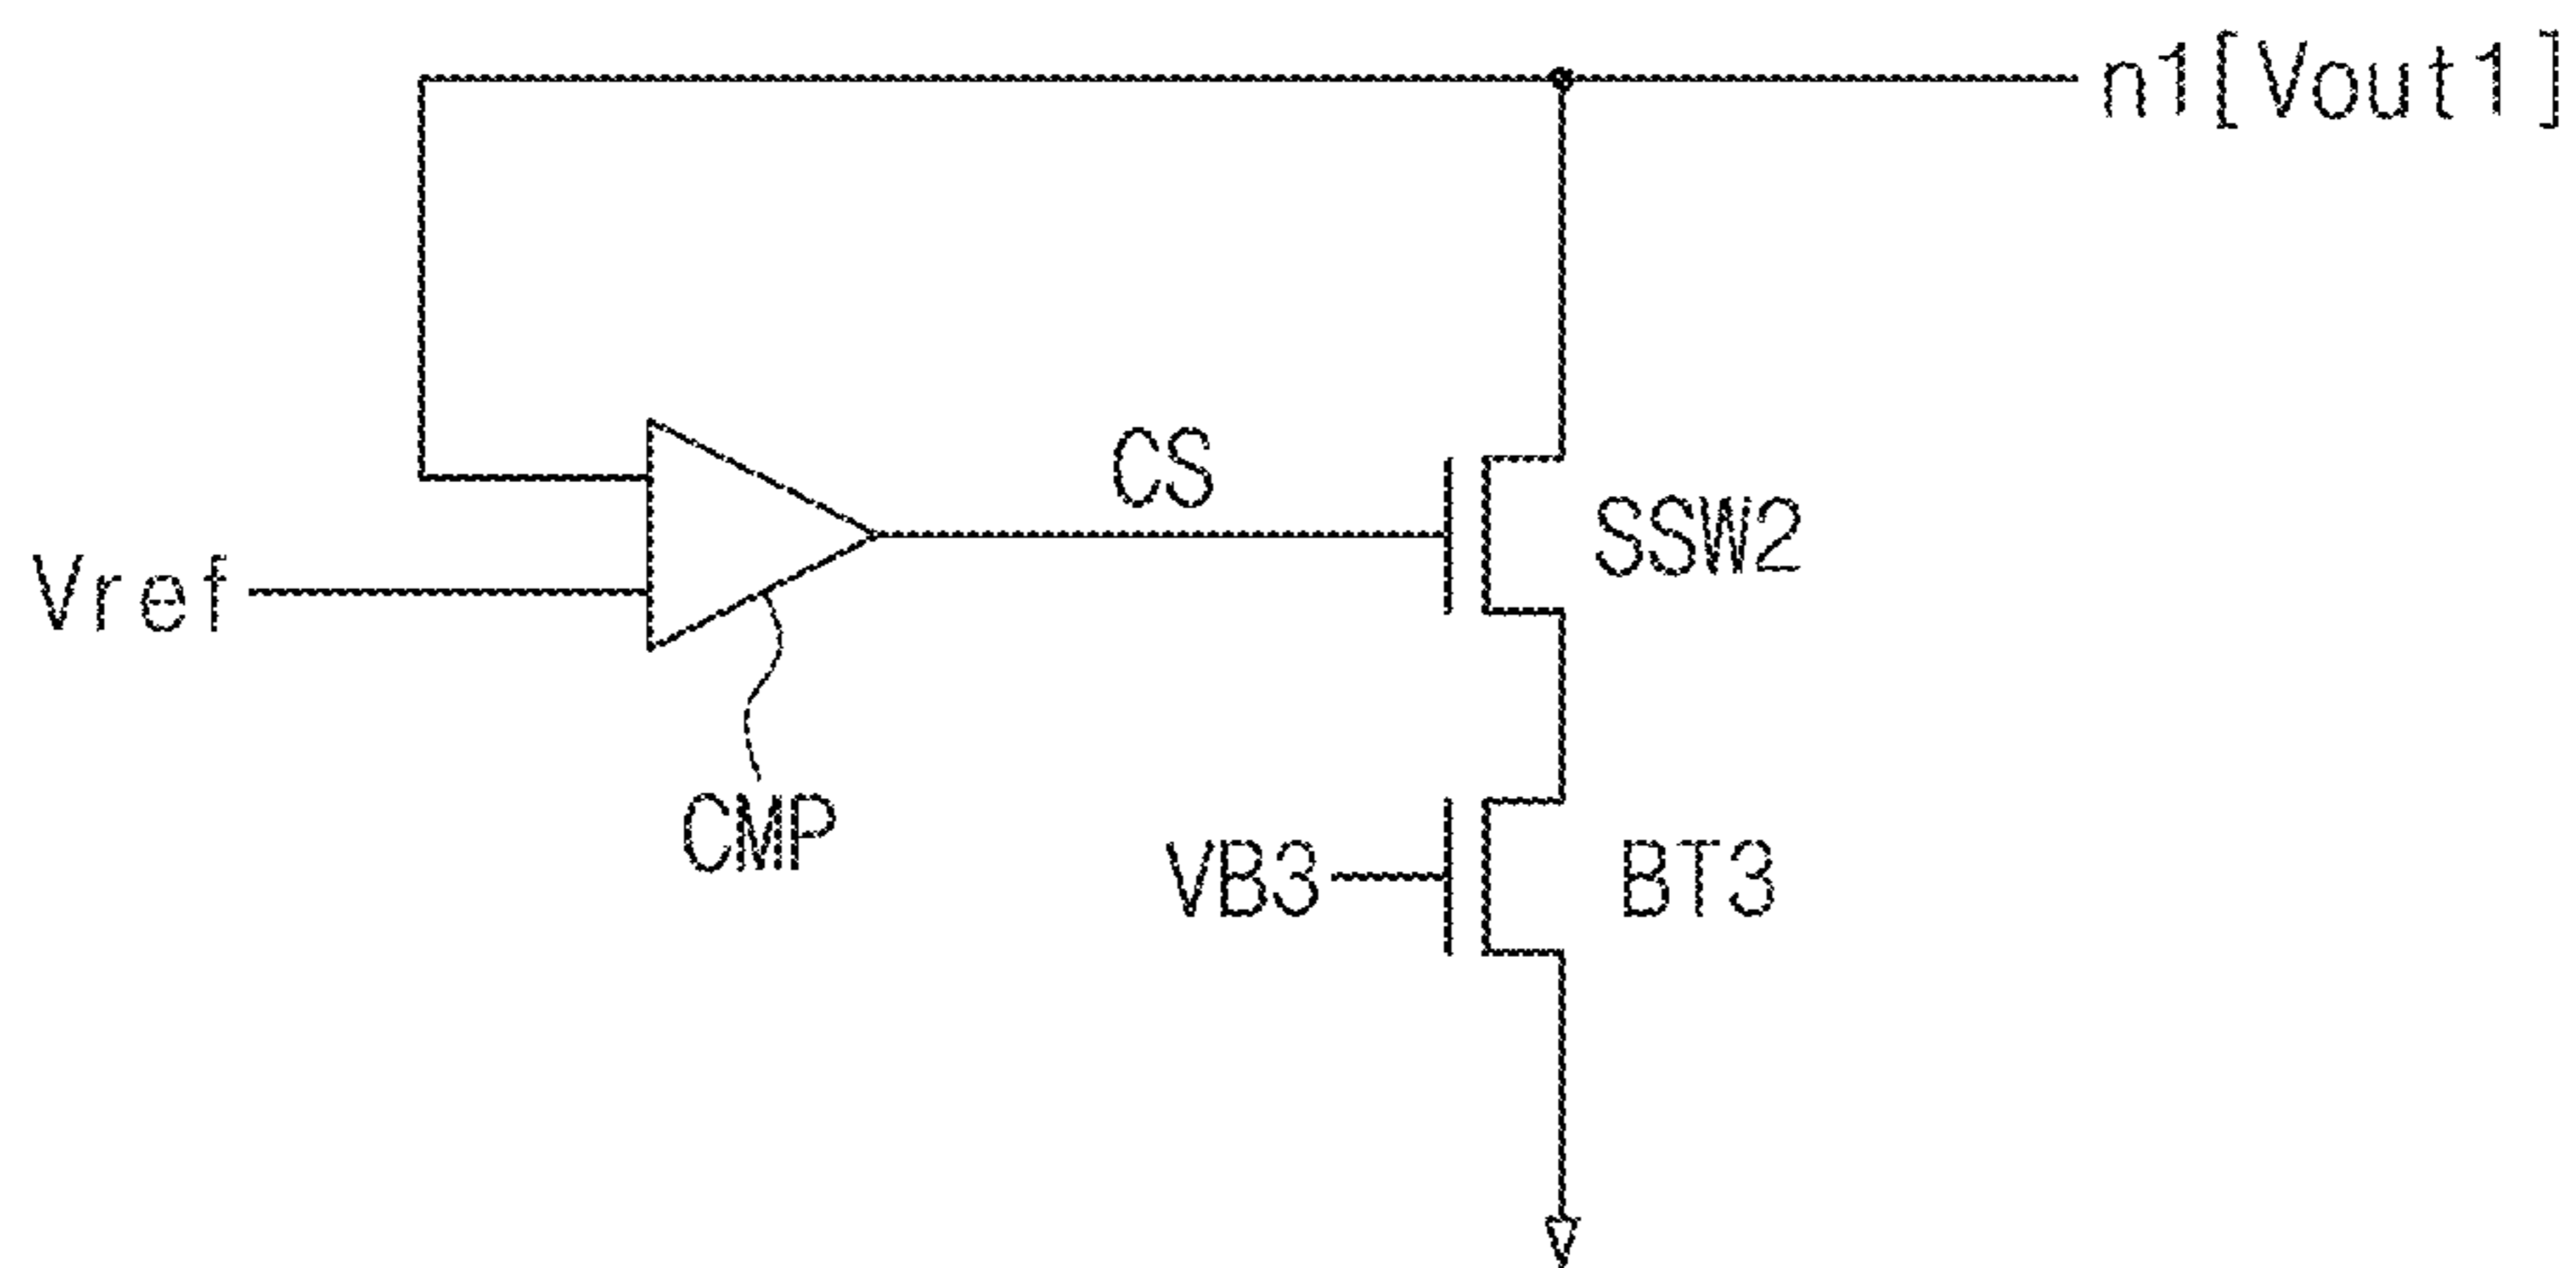 n1[Vout1]
CS
SSW2
Vref
CMP
VB3
BT3